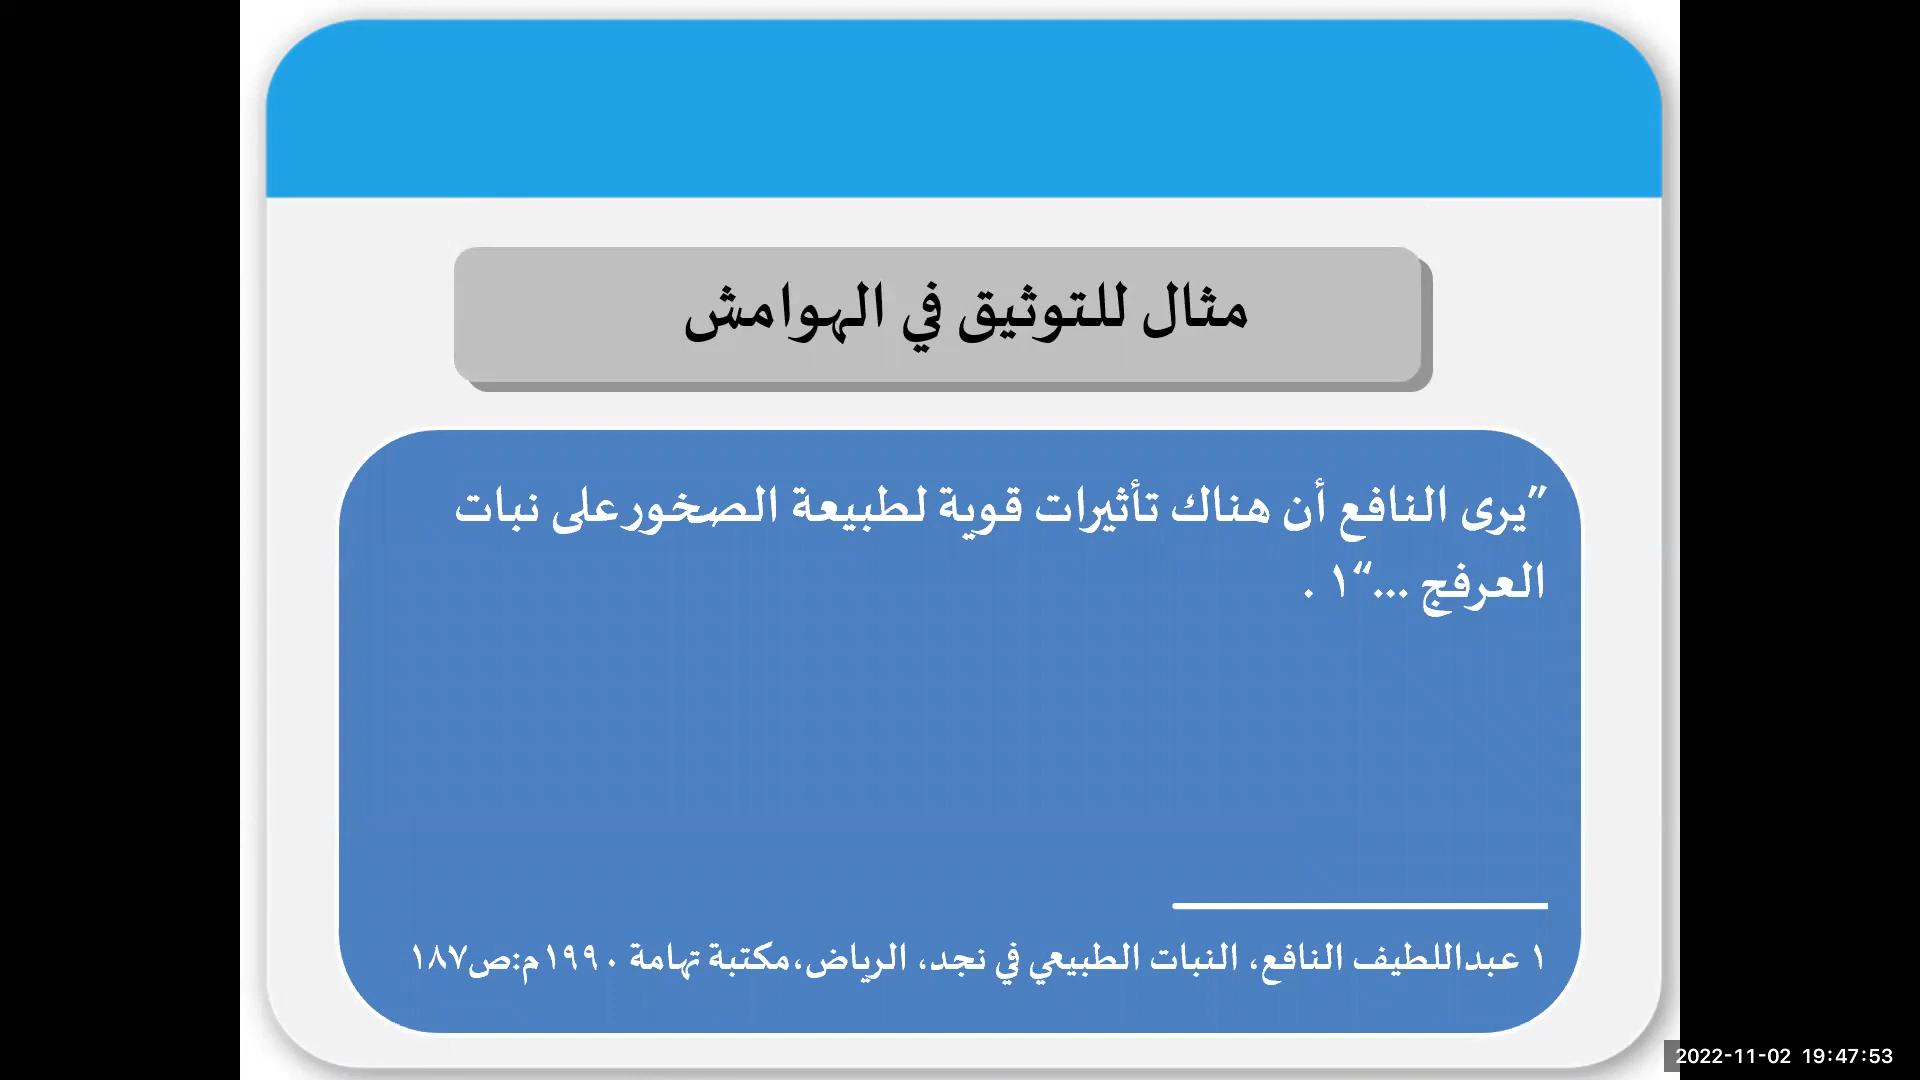 مثال للتوثيق في الهوامش
”يرى النافع أن هناك تأثيرات قوية لطبيعة الصخورعلى نبات
العرفج ...“١ .
١ عبداللطيف النافع، النبات الطبيعي في نجد، الرياض،مكتبة تهامة ١٩٩٠م:ص١٨٧
2022-11-02 19:47:53